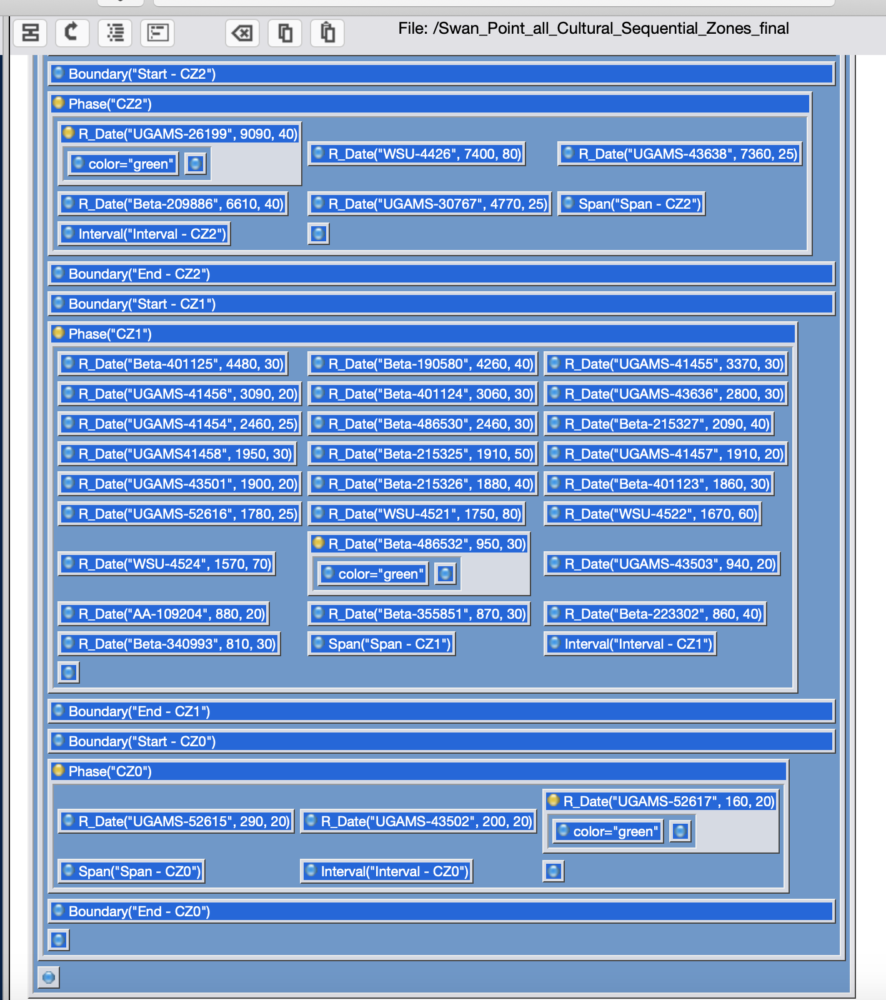 File: /Swan_Point_all_Cultural_Sequential_Zones_final
Boundary("Start - CZ2")
Phase("CZ2")
R_Date("UGAMS-26199", 9090, 40)
color="green"
R_Date("WSU-4426", 7400, 80)
R_Date("UGAMS-43638", 7360, 25)
R_Date("Beta-209886", 6610, 40)
R_Date("UGAMS-30767", 4770, 25)
Span("Span - CZ2")
Interval("Interval - CZ2")
Boundary("End - CZ2")
Boundary("Start - CZ1")
Phase("CZ1")
R_Date("Beta-401125", 4480, 30)
R_Date("Beta-190580", 4260, 40)
R_Date("UGAMS-41455", 3370, 30)
R_Date("UGAMS-41456", 3090, 20)
R_Date("Beta-401124", 3060, 30)
R_Date("UGAMS-43636", 2800, 30)
R_Date("UGAMS-41454", 2460, 25)
R_Date("Beta-486530", 2460, 30)
R_Date("Beta-215327", 2090, 40)
R_Date("UGAMS41458", 1950, 30)
R_Date("Beta-215325", 1910, 50)
R_Date("UGAMS-41457", 1910, 20)
R_Date("UGAMS-43501", 1900, 20)
R_Date("Beta-215326", 1880, 40)
R_Date("Beta-401123", 1860, 30)
R_Date("UGAMS-52616", 1780, 25)
R_Date("WSU-4521", 1750, 80)
R_Date("WSU-4522", 1670, 60)
R_Date("WSU-4524", 1570, 70)
R_Date("Beta-486532", 950, 30)
color="green"
R_Date("UGAMS-43503", 940, 20)
R_Date("AA-109204", 880, 20)
R_Date("Beta-355851", 870, 30)
R_Date("Beta-223302", 860, 40)
R_Date("Beta-340993", 810, 30)
Span("Span - CZ1")
Interval("Interval - CZ1")
Boundary("End - CZ1")
Boundary("Start - CZ0")
Phase("CZ0")
R_Date("UGAMS-52615", 290, 20)
R_Date("UGAMS-43502", 200, 20)
R_Date("UGAMS-52617", 160, 20)
color="green"
Span("Span - CZ0")
Interval("Interval - CZ0")
Boundary("End - CZ0")